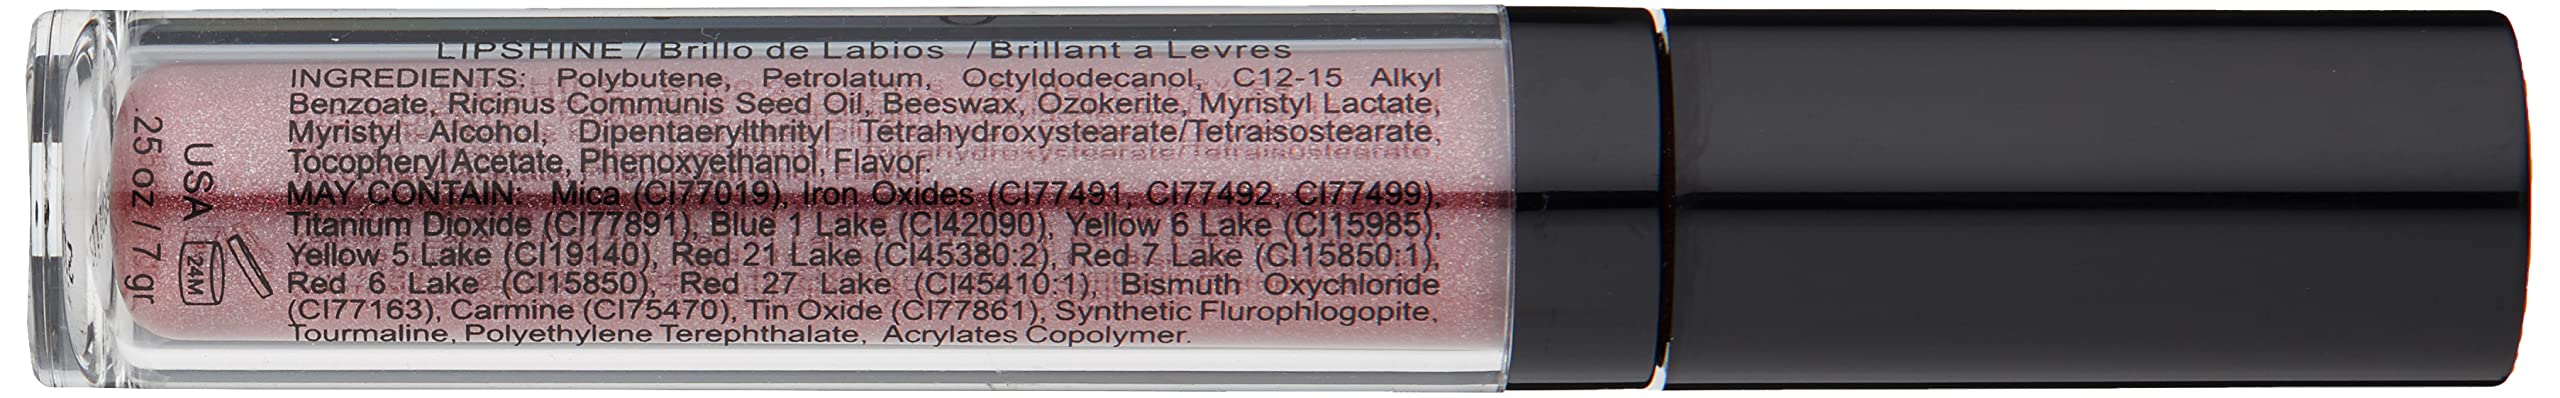 LIPSHINE / Brillo de Labios / Brillant a Levres
INGREDIENTS: Polybutene, Petrolatum, Octyldodecanol, C12-15 Alkyl
Benzoate, Ricinus Communis Seed Oil, Beeswax, Ozokerite, Myristyl Lactate,
Myristyl Alcohol, Dipentaerylthrityl Tetrahydroxystearate/Tetraisostearate,
Tocopheryl Acetate, Phenoxyethanol, Flavor.
MAY CONTAIN: Mica (CI77019), Iron Oxides (CI77491, CI77492, CI77499),
Titanium Dioxide (CI77891), Blue 1 Lake (CI42090), Yellow 6 Lake (CI15985),
Yellow 5 Lake (CI19140), Red 21 Lake (CI45380:2), Red 7 Lake (CI15850:1),
Red 6 Lake (CI15850), Red 27 Lake (CI45410:1), Bismuth Oxychloride
(CI77163), Carmine (CI75470), Tin Oxide (CI77861), Synthetic Flurophlogopite,
Tourmaline, Polyethylene Terephthalate, Acrylates Copolymer.
USA 24M
.25 oz / 7 gr